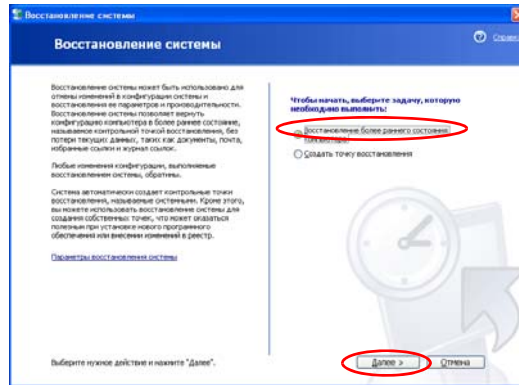 Восстановление системы
Восстановление системы
Справка
Восстановление системы может быть использовано для
отмены изменений в конфигурации системы и
восстановления ее параметров и производительности.
Восстановление системы позволяет вернуть
конфигурацию компьютера в более раннее состояние,
называемое контрольной точкой восстановления, без
потери текущих данных, таких как документы, почта,
избранные ссылки и журнал ссылок.
Любые изменения конфигурации, выполняемые
восстановлением системы, обратимы.
Система автоматически создает контрольные точки
восстановления, называемые системными. Кроме этого,
вы можете использовать восстановление системы для
создания собственных точек, что может оказаться
полезным при установке нового программного
обеспечения или внесении изменений в реестр.
Параметры восстановления системы
Чтобы начать, выберите задачу, которую
необходимо выполнить:
Восстановление более раннего состояния
компьютера
Создать точку восстановления
Выберите нужное действие и нажмите "Далее".
Далее >
Отмена